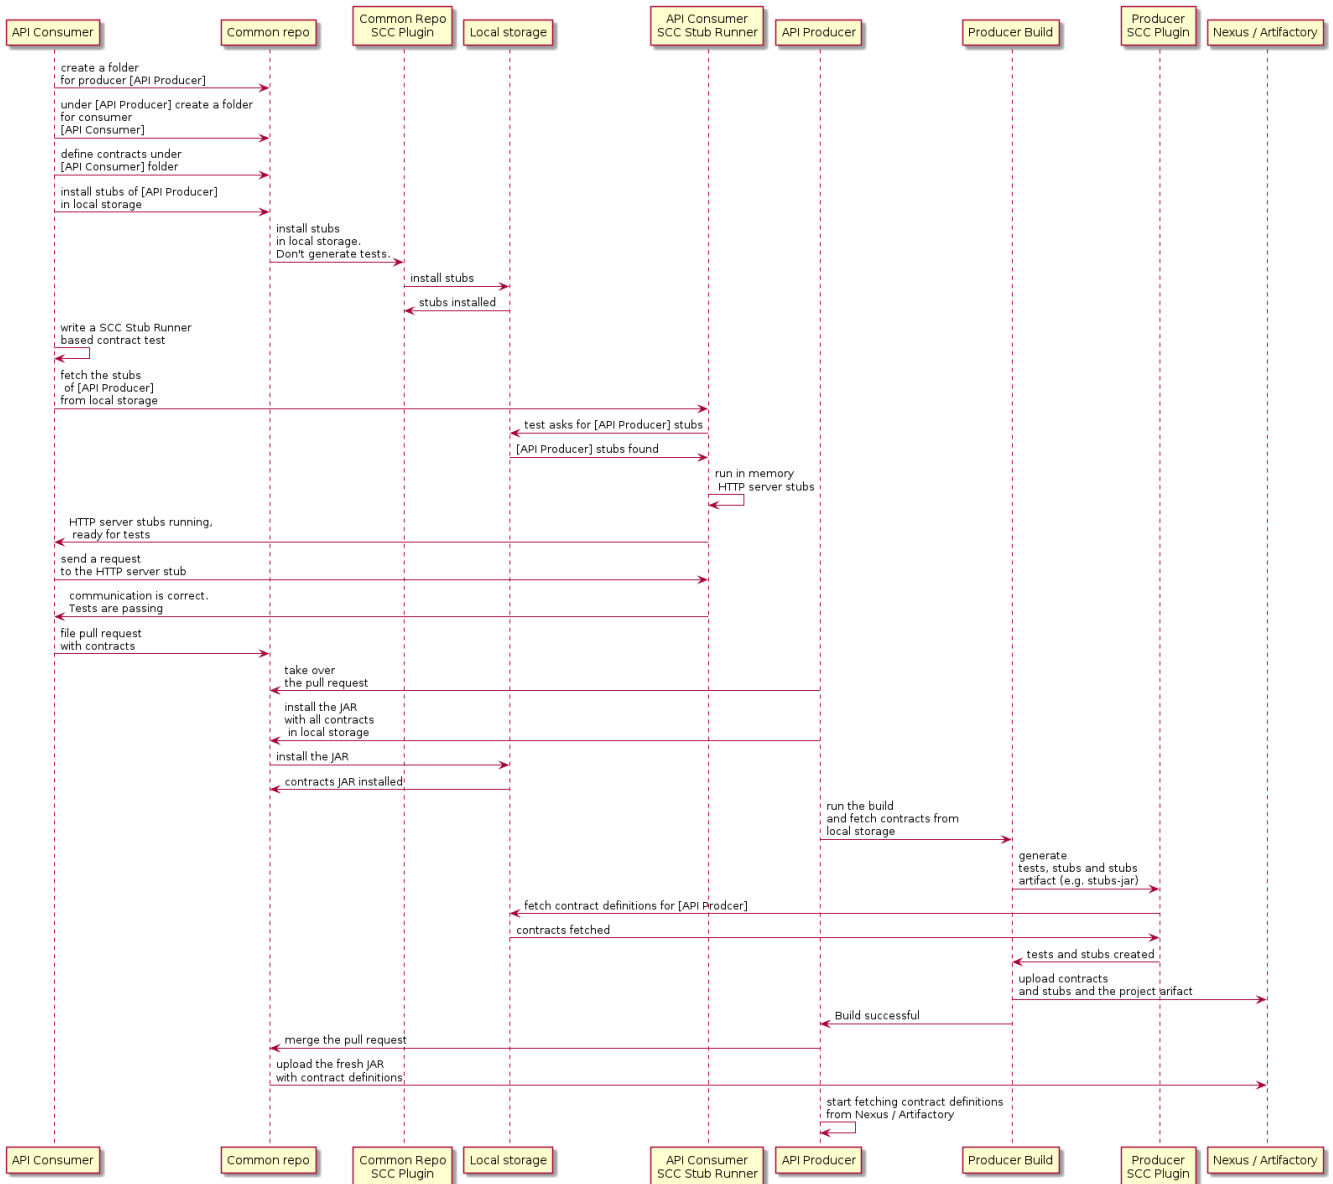 API Consumer
Common repo
Common Repo
SCC Plugin
Local storage
API Consumer
SCC Stub Runner
API Producer
Producer Build
Producer
SCC Plugin
Nexus / Artifactory
create a folder
for producer [API Producer]
under [API Producer] create a folder
for consumer
[API Consumer]
define contracts under
[API Consumer] folder
install stubs of [API Producer]
in local storage
install stubs
in local storage.
Don't generate tests.
install stubs
stubs installed
write a SCC Stub Runner
based contract test
fetch the stubs
of [API Producer]
from local storage
test asks for [API Producer] stubs
[API Producer] stubs found
run in memory
HTTP server stubs
HTTP server stubs running,
ready for tests
send a request
to the HTTP server stub
communication is correct.
Tests are passing
file pull request
with contracts
take over
the pull request
install the JAR
with all contracts
in local storage
install the JAR
contracts JAR installed
run the build
and fetch contracts from
local storage
generate
tests, stubs and stubs
artifact (e.g. stubs-jar)
fetch contract definitions for [API Prodcer]
contracts fetched
tests and stubs created
upload contracts
and stubs and the project arifact
Build successful
merge the pull request
upload the fresh JAR
with contract definitions
start fetching contract definitions
from Nexus / Artifactory
API Consumer
Common repo
Common Repo
SCC Plugin
Local storage
API Consumer
SCC Stub Runner
API Producer
Producer Build
Producer
SCC Plugin
Nexus / Artifactory